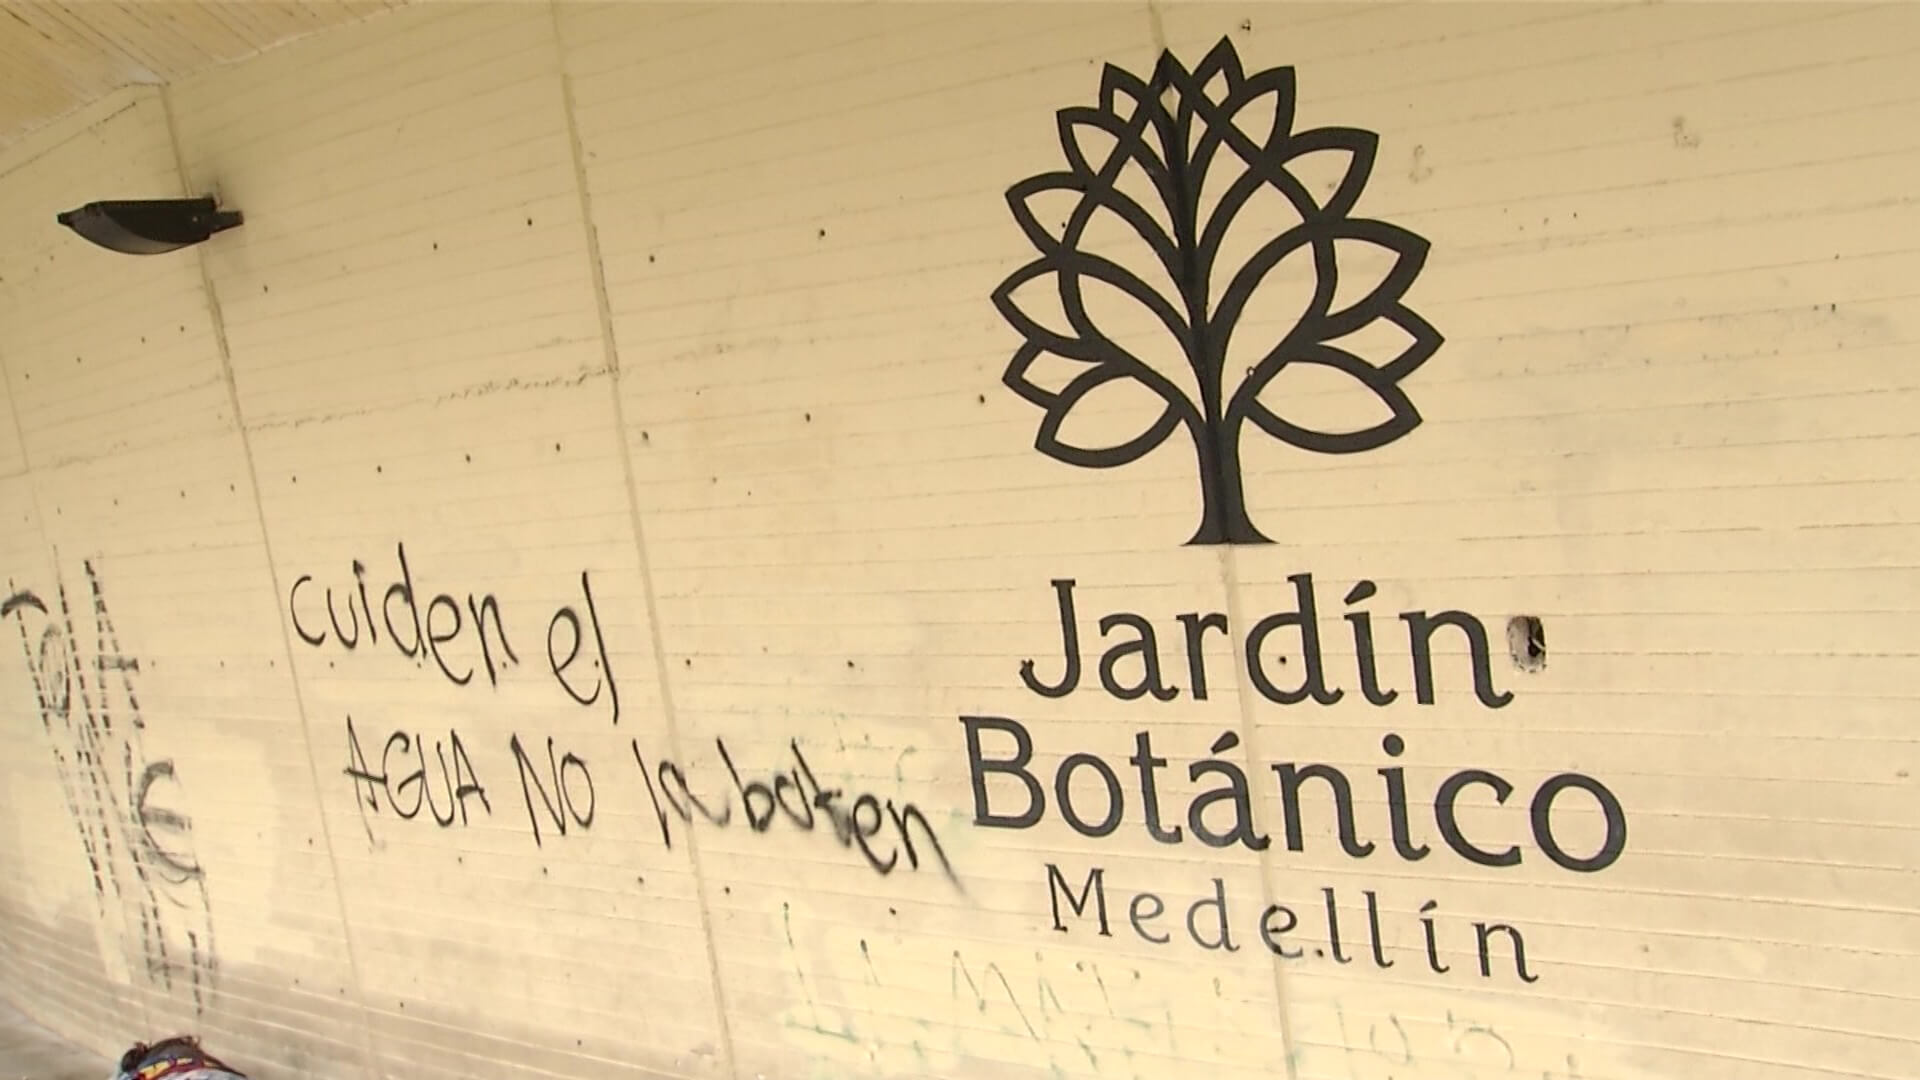 cuiden el
AGUA NO la boten
Jardín
Botánico
Medellín